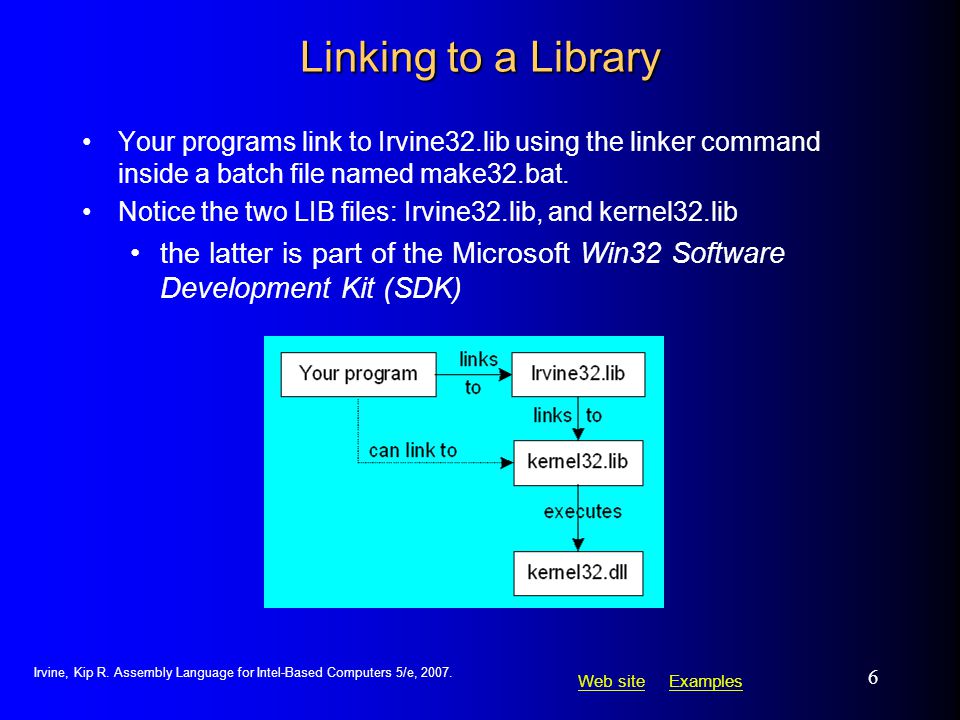 Linking to a Library
• Your programs link to Irvine32.lib using the linker command
inside a batch file named make32.bat.
• Notice the two LIB files: Irvine32.lib, and kernel32.lib
• the latter is part of the Microsoft Win32 Software
Development Kit (SDK)
Your program
links
to
Irvine32.lib
links to
can link to
kernel32.lib
executes
kernel32.dll
Irvine, Kip R. Assembly Language for Intel-Based Computers 5/e, 2007.
Web site Examples
6